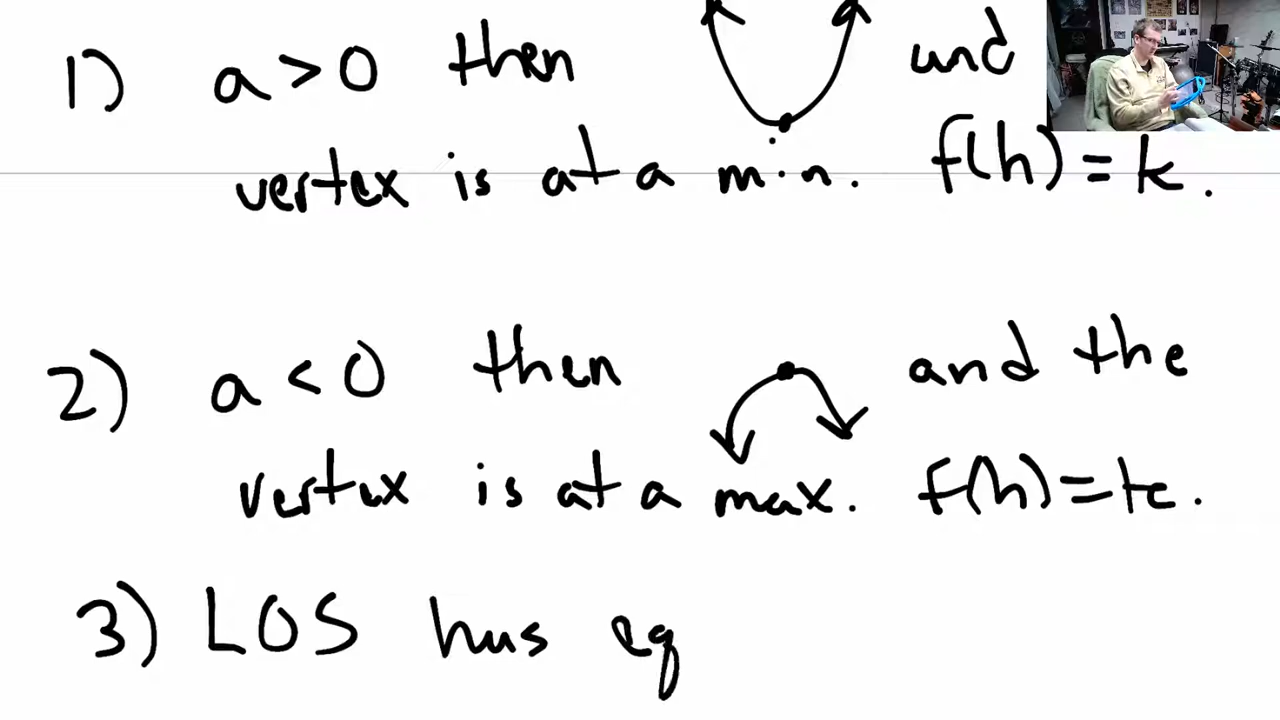 1) a > 0 then and
vertex is at a min. f(h) = k.
2) a < 0 then and the
vertex is at a max. f(h) = k.
3) LOS has eq